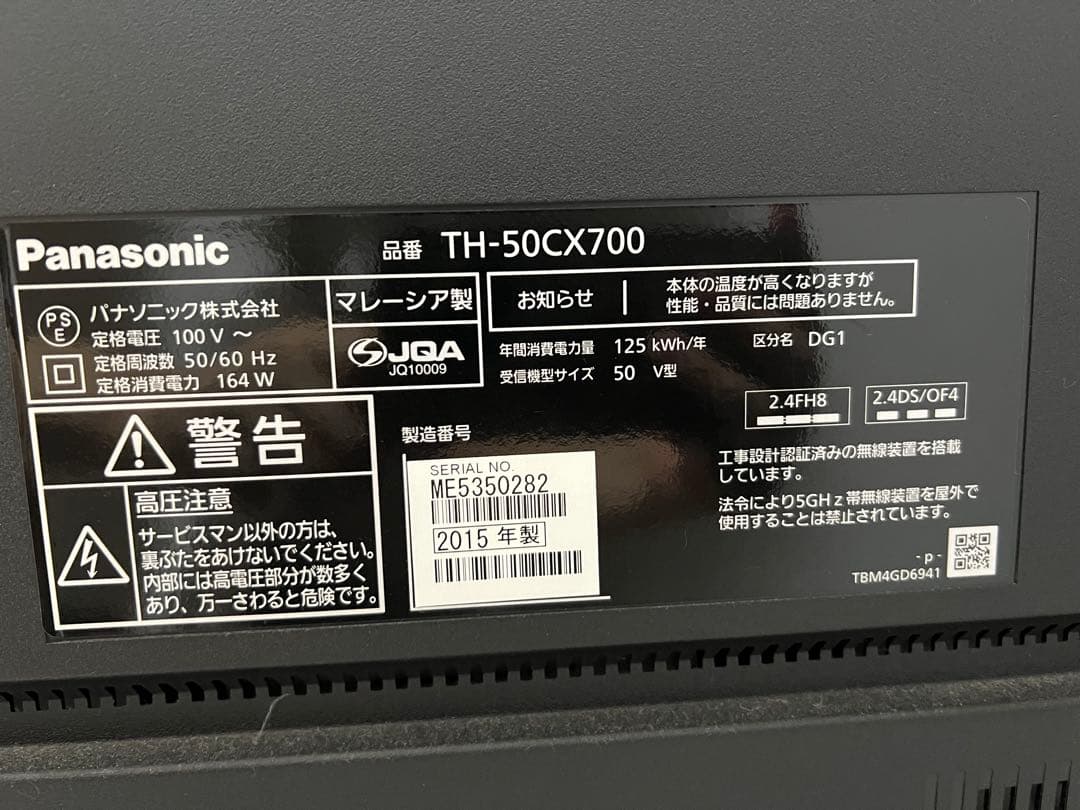 Panasonic
品番 TH-50CX700
PS
E
パナソニック株式会社
定格電圧 100 V ～
定格周波数 50/60 Hz
定格消費電力 164 W
マレーシア製
JQA
JQ10009
お知らせ
本体の温度が高くなりますが
性能・品質には問題ありません。
年間消費電力量 125 kWh/年 区分名 DG1
受信機型サイズ 50 V型
2.4FH8
2.4DS/OF4
警告
高圧注意
サービスマン以外の方は、
裏ぶたをあけないでください。
内部には高電圧部分が数多く
あり、万一さわると危険です。
製造番号
SERIAL NO.
ME5350282
2015 年製
工事設計認証済みの無線装置を搭載
しています。
法令により5GHz帯無線装置を屋外で
使用することは禁止されています。
- p -
TBM4GD6941